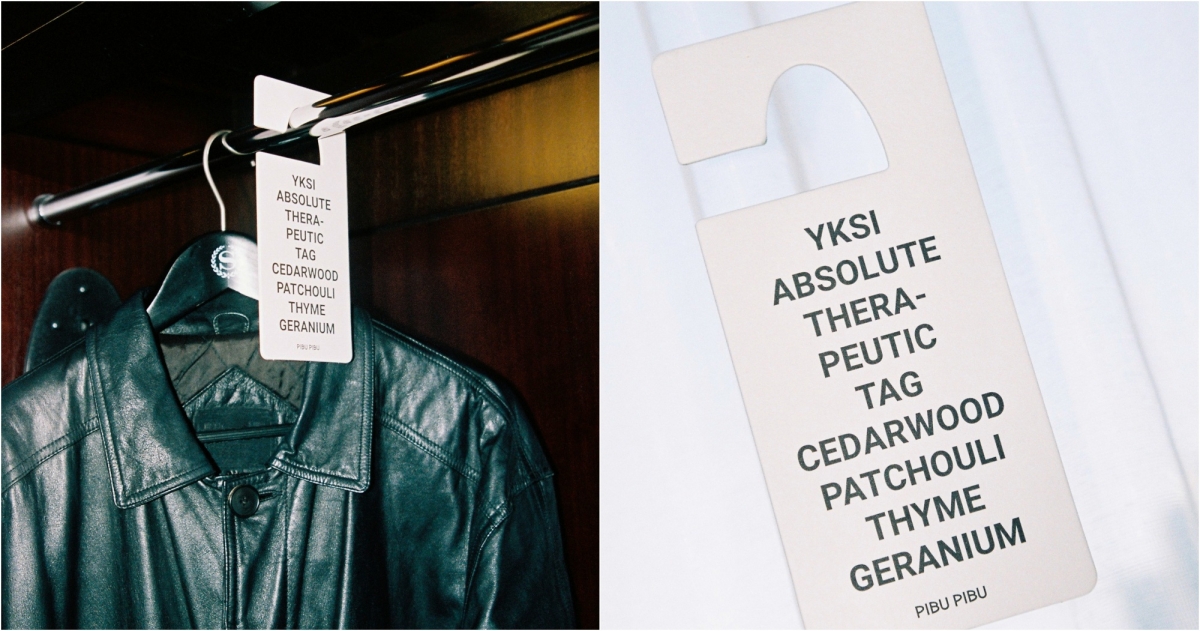 YKSI
ABSOLUTE
THERA-
PEUTIC
TAG
CEDARWOOD
PATCHOULI
THYME
GERANIUM
PIBU PIBU
YKSI
ABSOLUTE
THERA-
PEUTIC
TAG
CEDARWOOD
PATCHOULI
THYME
GERANIUM
PIBU PIBU